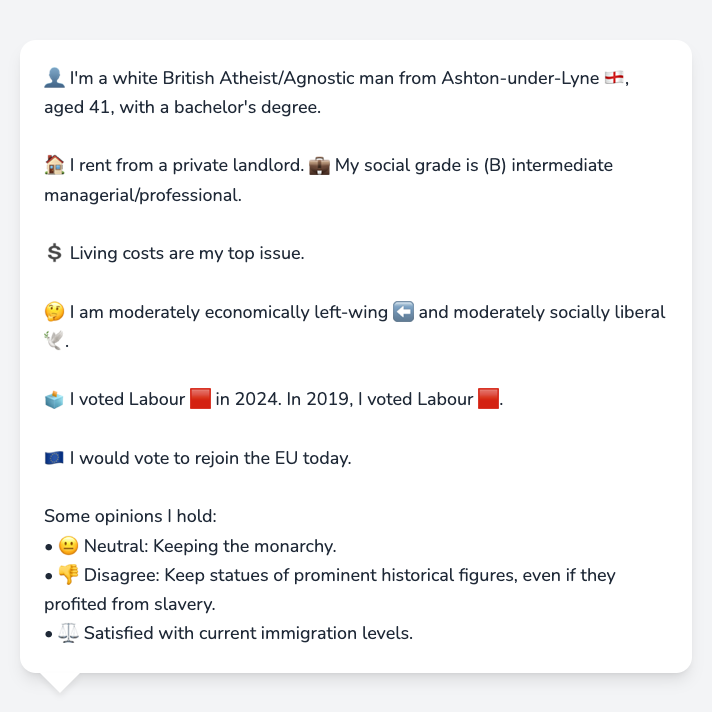 👤 I'm a white British Atheist/Agnostic man from Ashton-under-Lyne 🏴󠁧󠁢󠁥󠁮󠁧󠁿,
aged 41, with a bachelor's degree.
🏠 I rent from a private landlord. 💼 My social grade is (B) intermediate
managerial/professional.
💲 Living costs are my top issue.
🤔 I am moderately economically left-wing ⬅️ and moderately socially liberal
🕊️.
🗳️ I voted Labour 🟥 in 2024. In 2019, I voted Labour 🟥.
🇪🇺 I would vote to rejoin the EU today.
Some opinions I hold:
• 😐 Neutral: Keeping the monarchy.
• 👎 Disagree: Keep statues of prominent historical figures, even if they
profited from slavery.
• ⚖️ Satisfied with current immigration levels.